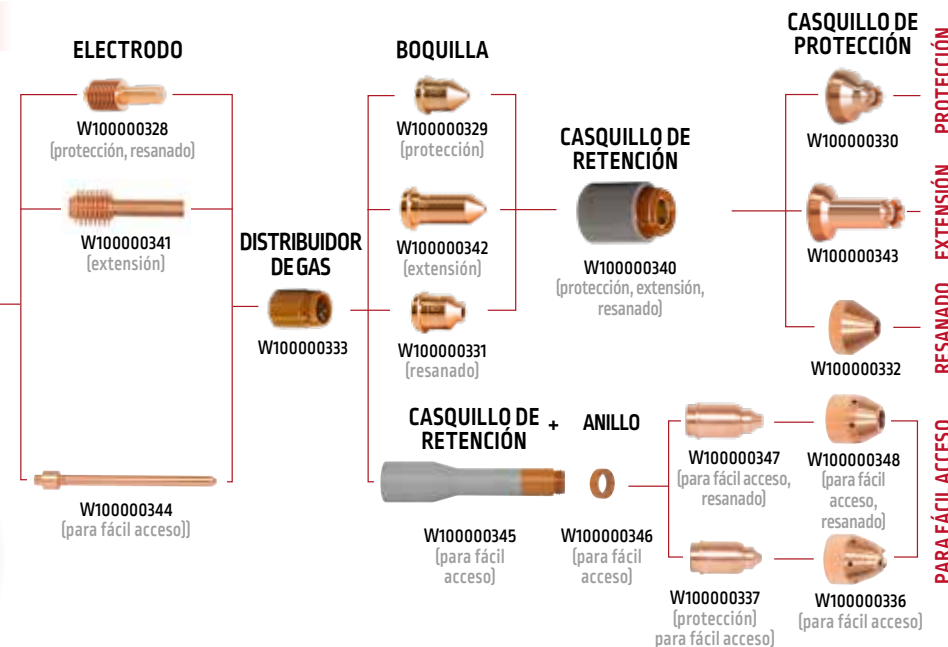 ELECTRODO
W100000328
(protección, resanado)
W100000341
(extensión)
W100000344
(para fácil acceso))
DISTRIBUIDOR
DE GAS
W100000333
BOQUILLA
W100000329
(protección)
W100000342
(extensión)
W100000331
(resanado)
CASQUILLO DE
RETENCIÓN
W100000340
(protección, extensión,
resanado)
CASQUILLO DE
PROTECCIÓN
W100000330
PROTECCIÓN
W100000343
EXTENSIÓN
W100000332
RESANADO
CASQUILLO DE
RETENCIÓN
+
ANILLO
W100000345
(para fácil
acceso)
W100000346
(para fácil
acceso)
W100000347
(para fácil acceso,
resanado)
W100000348
(para fácil
acceso,
resanado)
W100000337
(protección)
para fácil acceso)
W100000336
(para fácil acceso)
PARA FÁCIL ACCESO